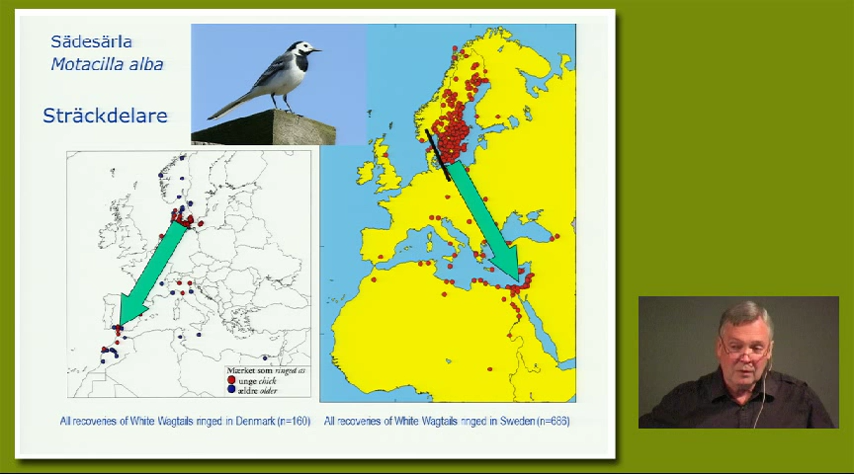 Sädesärla
Motacilla alba
Sträckdelare
Mærket som ringed as
unge chick
ældre older
All recoveries of White Wagtails ringed in Denmark (n=160)
All recoveries of White Wagtails ringed in Sweden (n=686)